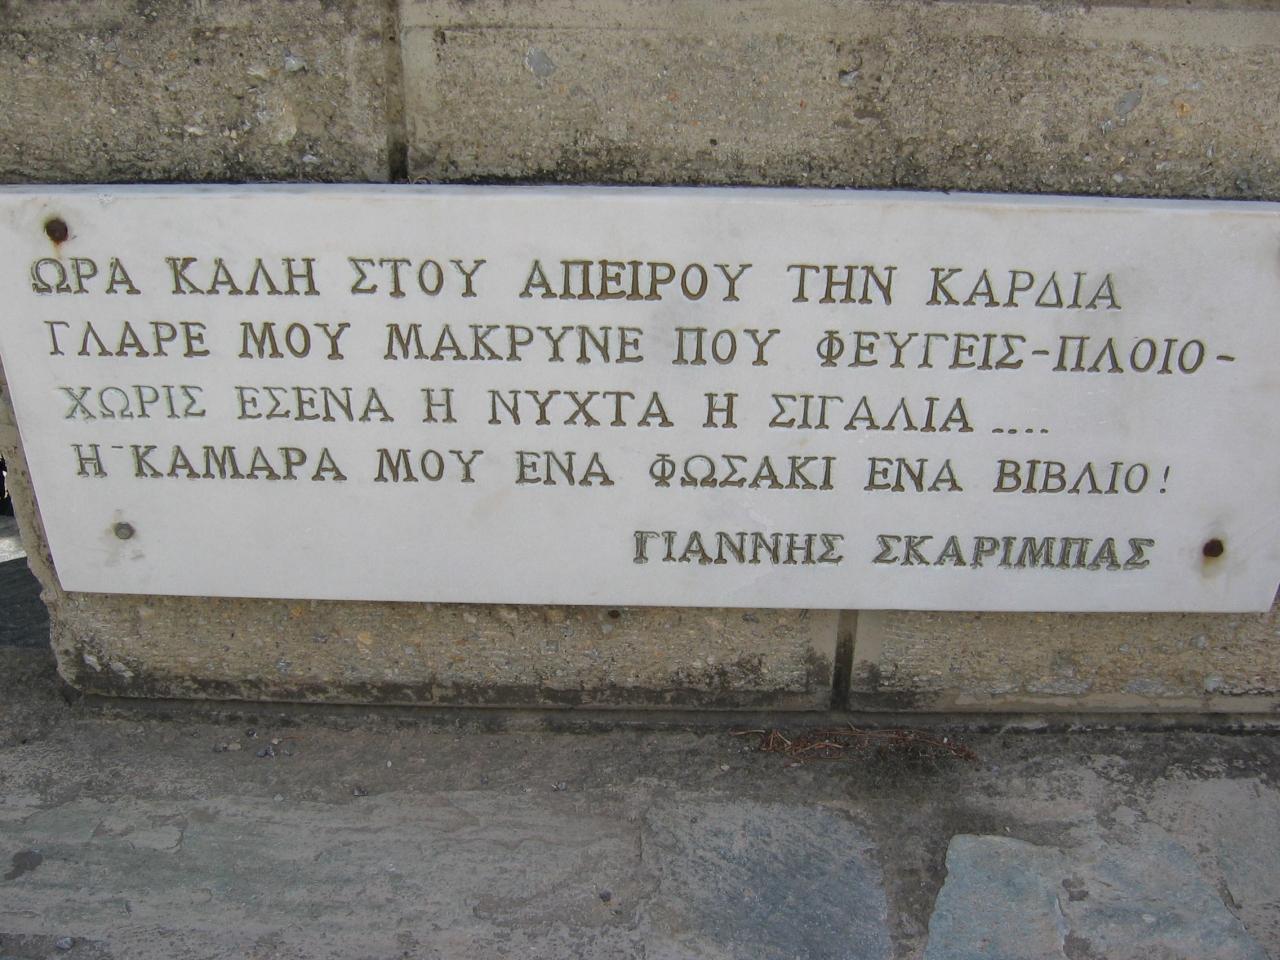 ΩΡΑ ΚΑΛΗ ΣΤΟΥ ΑΠΕΙΡΟΥ ΤΗΝ ΚΑΡΔΙΑ
ΓΛΑΡΕ ΜΟΥ ΜΑΚΡΥΝΕ ΠΟΥ ΦΕΥΓΕΙΣ-ΠΛΟΙΟ-
ΧΩΡΙΣ ΕΣΕΝΑ Η ΝΥΧΤΑ Η ΣΙΓΑΛΙΑ.....
Η-ΚΑΜΑΡΑ ΜΟΥ ΕΝΑ ΦΩΣΑΚΙ ΕΝΑ ΒΙΒΛΙΟ!
ΓΙΑΝΝΗΣ ΣΚΑΡΙΜΠΑΣ